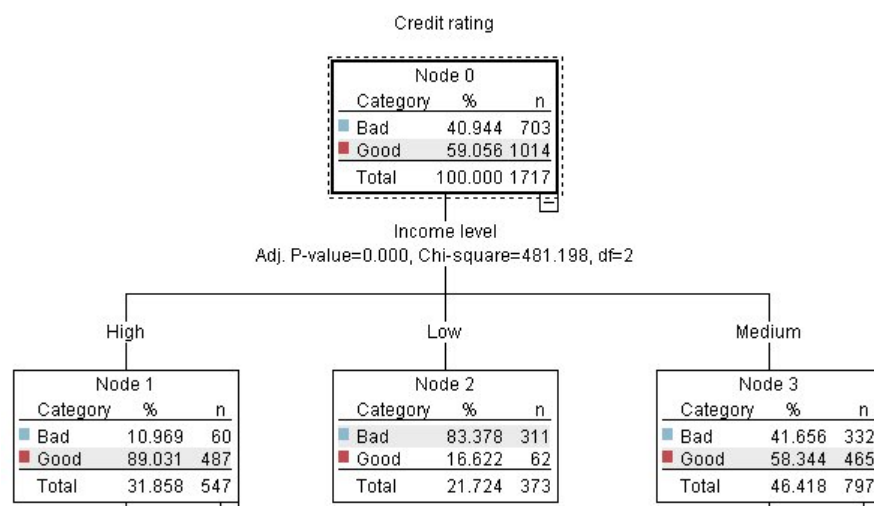 Credit rating
Node 0
Category % n
Bad 40.944 703
Good 59.056 1014
Total 100.000 1717
Income level
Adj. P-value=0.000, Chi-square=481.198, df=2
High
Low
Medium
Node 1
Category % n
Bad 10.969 60
Good 89.031 487
Total 31.858 547
Node 2
Category % n
Bad 83.378 311
Good 16.622 62
Total 21.724 373
Node 3
Category % n
Bad 41.656 332
Good 58.344 465
Total 46.418 797